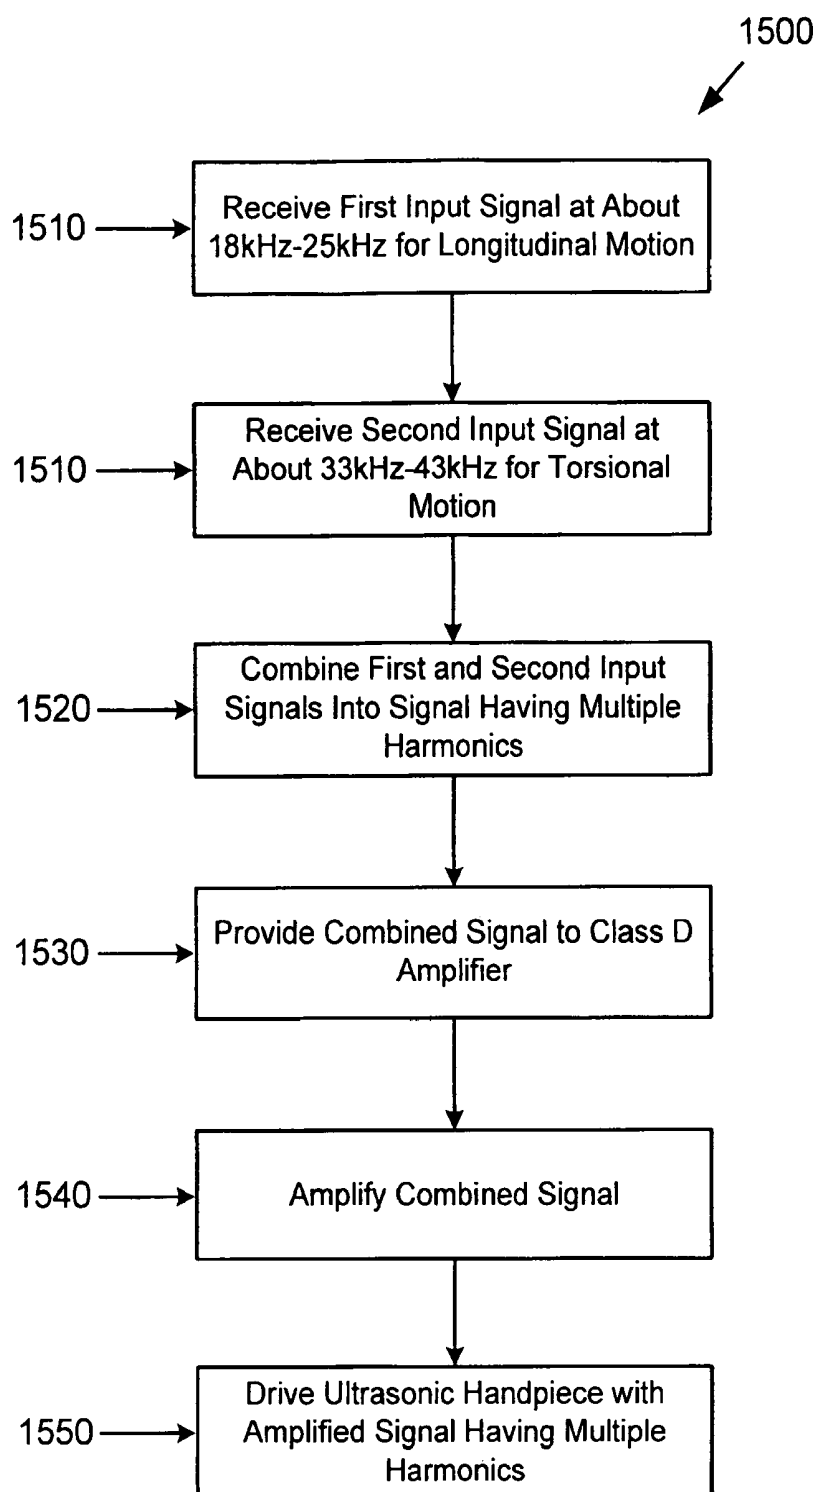 1500
1510
Receive First Input Signal at About
18kHz-25kHz for Longitudinal Motion
1510
Receive Second Input Signal at
About 33kHz-43kHz for Torsional
Motion
1520
Combine First and Second Input
Signals Into Signal Having Multiple
Harmonics
1530
Provide Combined Signal to Class D
Amplifier
1540
Amplify Combined Signal
1550
Drive Ultrasonic Handpiece with
Amplified Signal Having Multiple
Harmonics